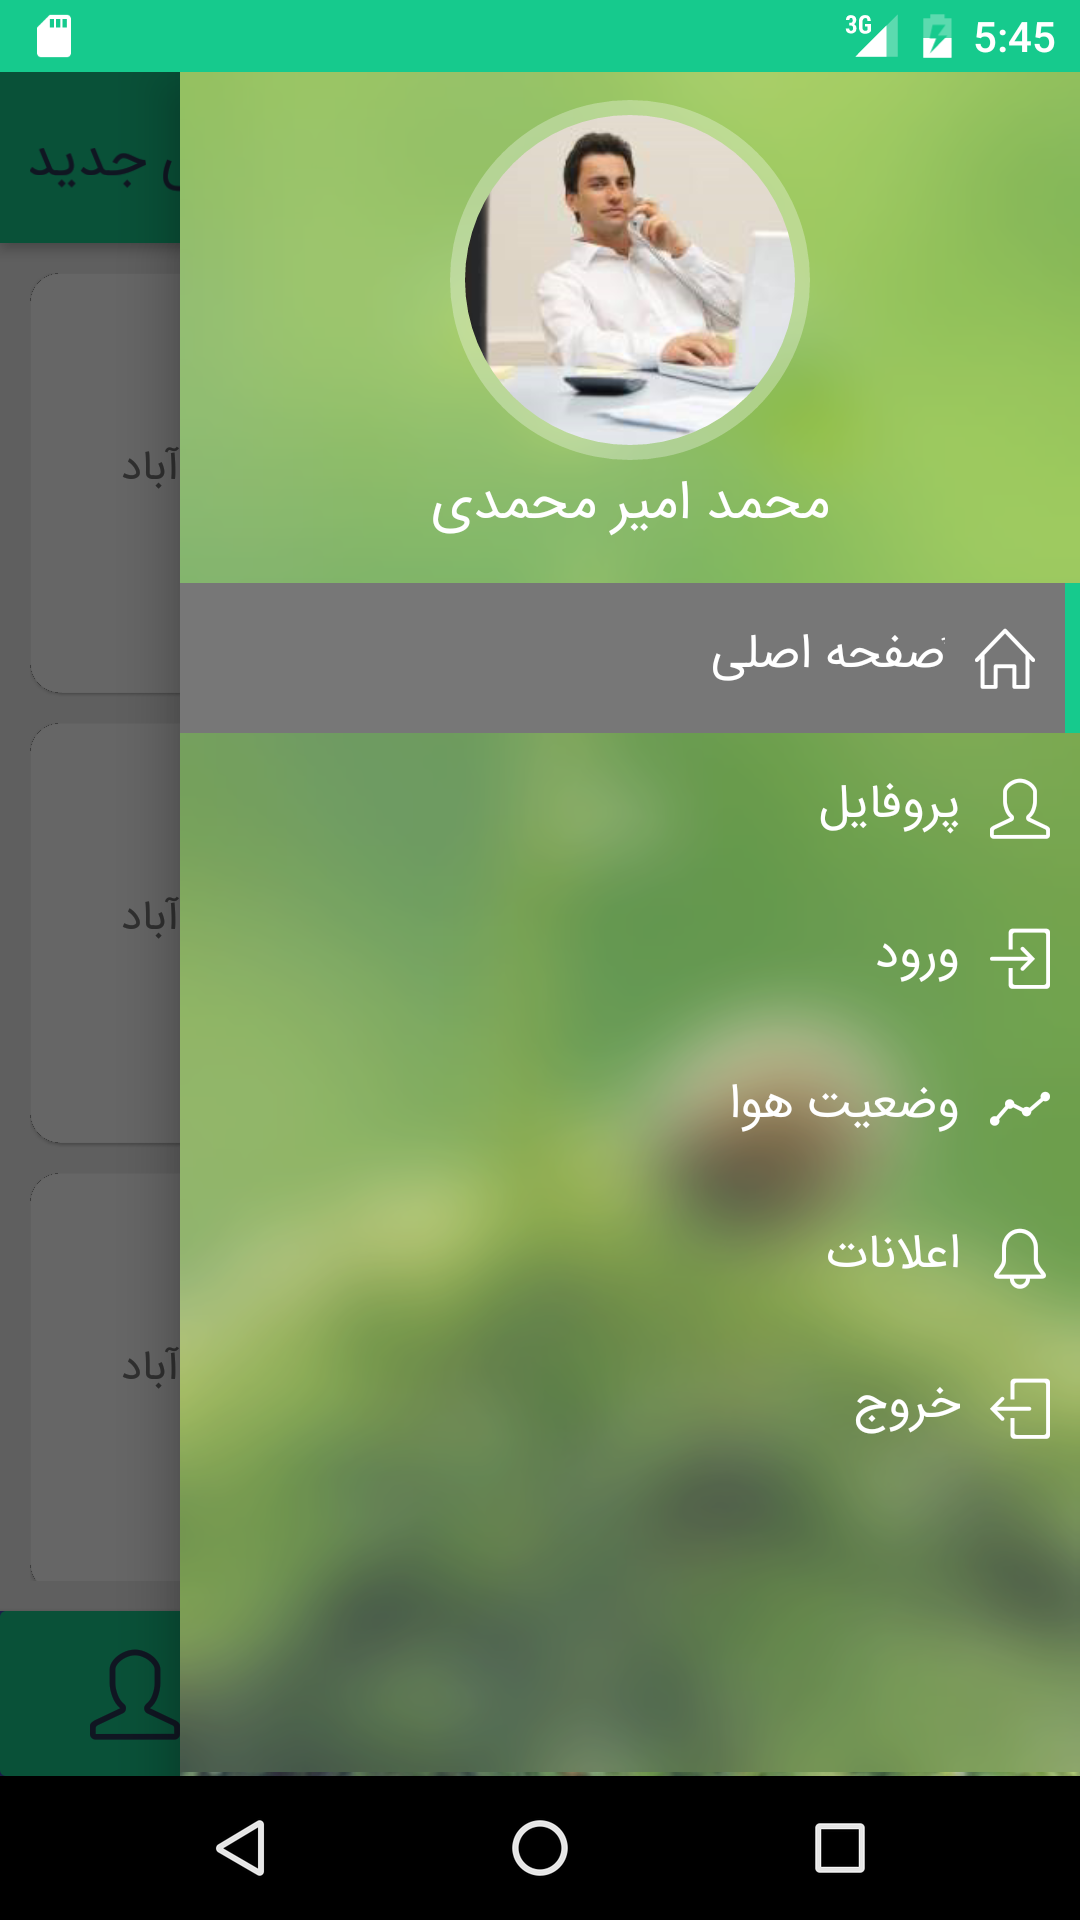 3G 5:45
جدید
محمد امیر محمدی
صفحه اصلی
پروفایل
ورود
وضعیت هوا
اعلانات
خروج
آباد
آباد
آباد